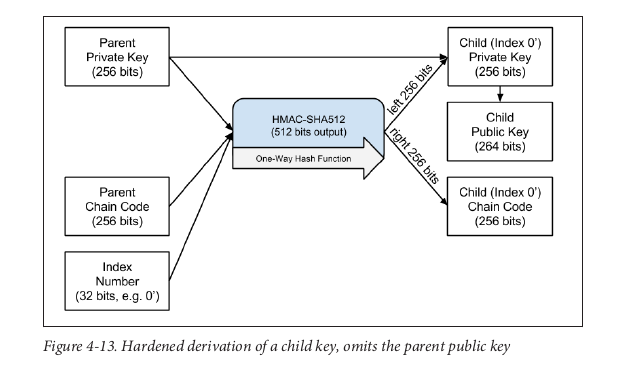 Parent
Private Key
(256 bits)
Child (Index 0’)
Private Key
(256 bits)
left 256 bits
HMAC-SHA512
(512 bits output)
One-Way Hash Function
Child
Public Key
(264 bits)
right 256 bits
Parent
Chain Code
(256 bits)
Child (Index 0’)
Chain Code
(256 bits)
Index
Number
(32 bits, e.g. 0’)
Figure 4-13. Hardened derivation of a child key, omits the parent public key